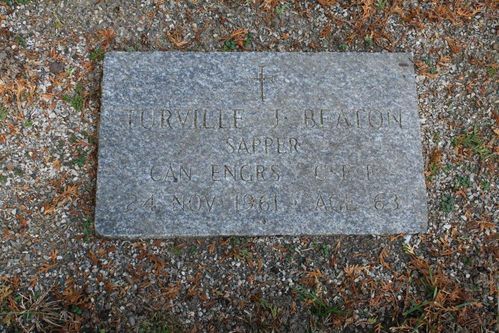 TURVILLE J. BEATON
SAPPER
CAN. ENGRS. C.E.F.
24 NOV. 1961 AGE 63